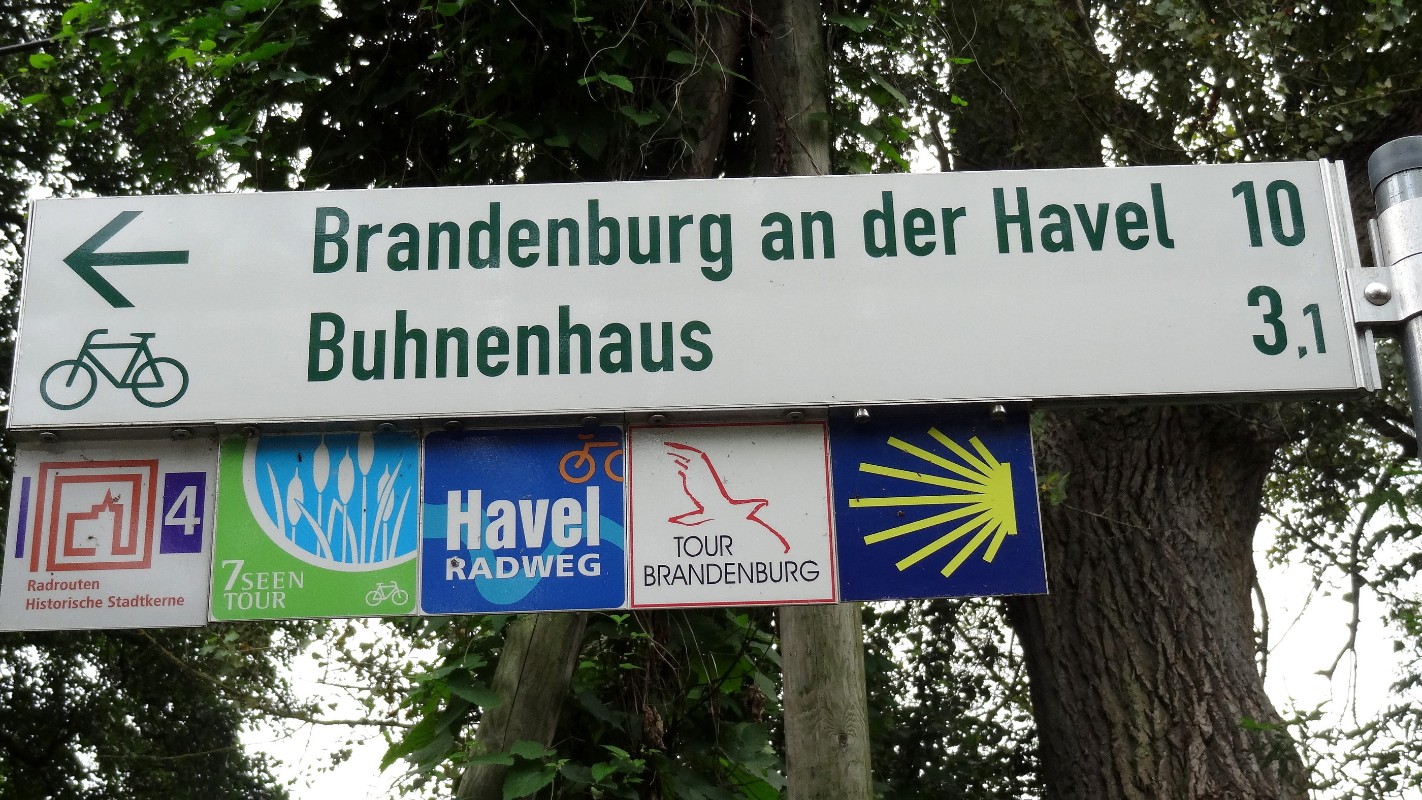 Brandenburg an der Havel 10
Buhnenhaus 3,1
4
Radrouten
Historische Stadtkerne
7SEEN
TOUR
Havel
RADWEG
TOUR
BRANDENBURG